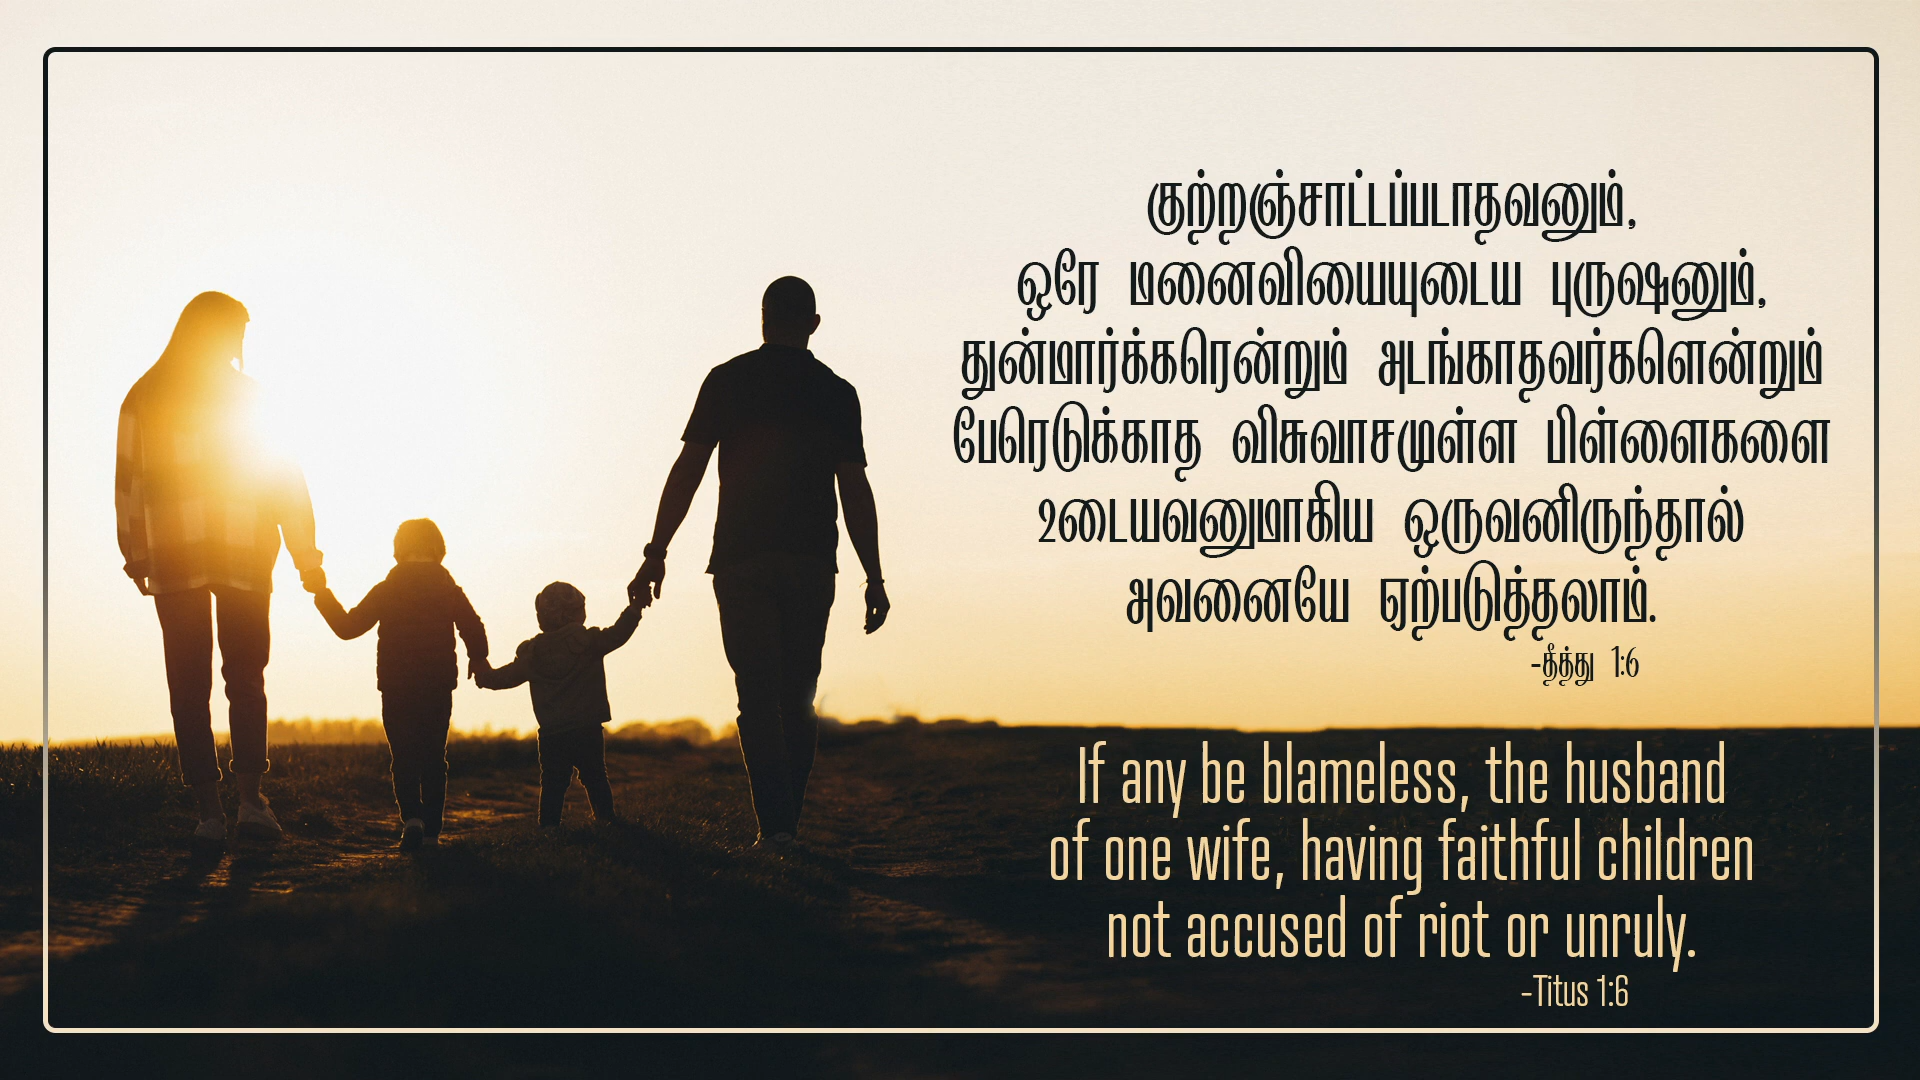 குற்றஞ்சாட்டப்படாதவனும்,
ஒரே மனைவியையுடைய புருஷனும்,
துன்மார்க்கரென்றும் அடங்காதவர்களென்றும்
பேரெடுக்காத விசுவாசமுள்ள பிள்ளைகளை
உடையவனுமாகிய ஒருவனிருந்தால்
அவனையே ஏற்படுத்தலாம்.
-தீத்து 1:6
If any be blameless, the husband
of one wife, having faithful children
not accused of riot or unruly.
-Titus 1:6